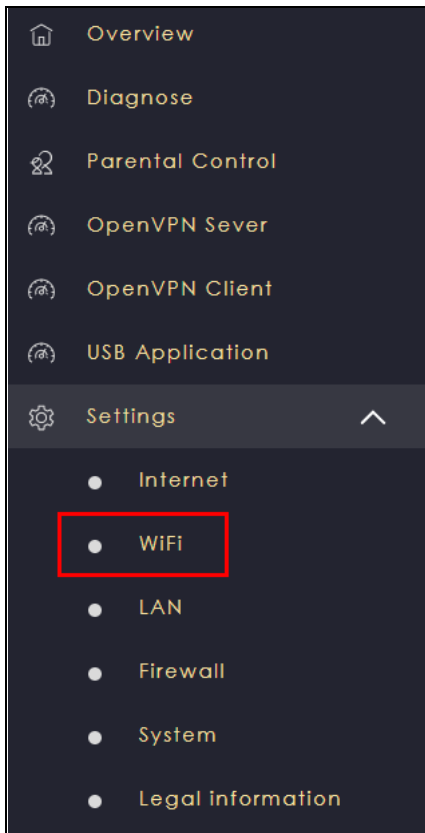 Overview
Diagnose
Parental Control
OpenVPN Sever
OpenVPN Client
USB Application
Settings
Internet
WiFi
LAN
Firewall
System
Legal information